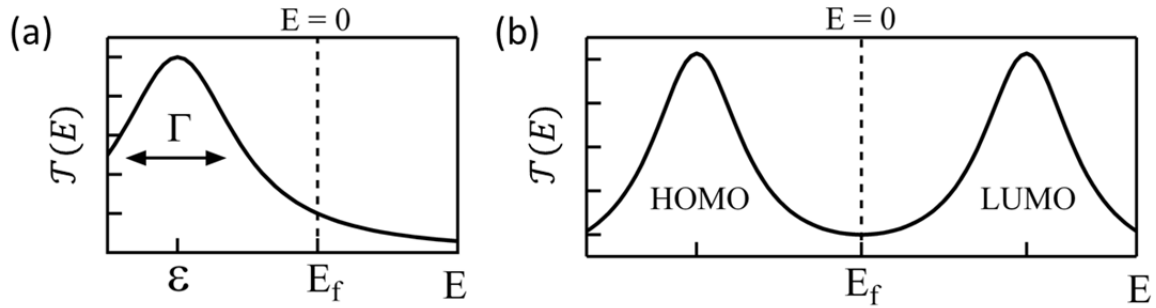 (a)
E = 0
𝒯(E)
Γ
ε
E_f
E
(b)
E = 0
𝒯(E)
HOMO
LUMO
E_f
E